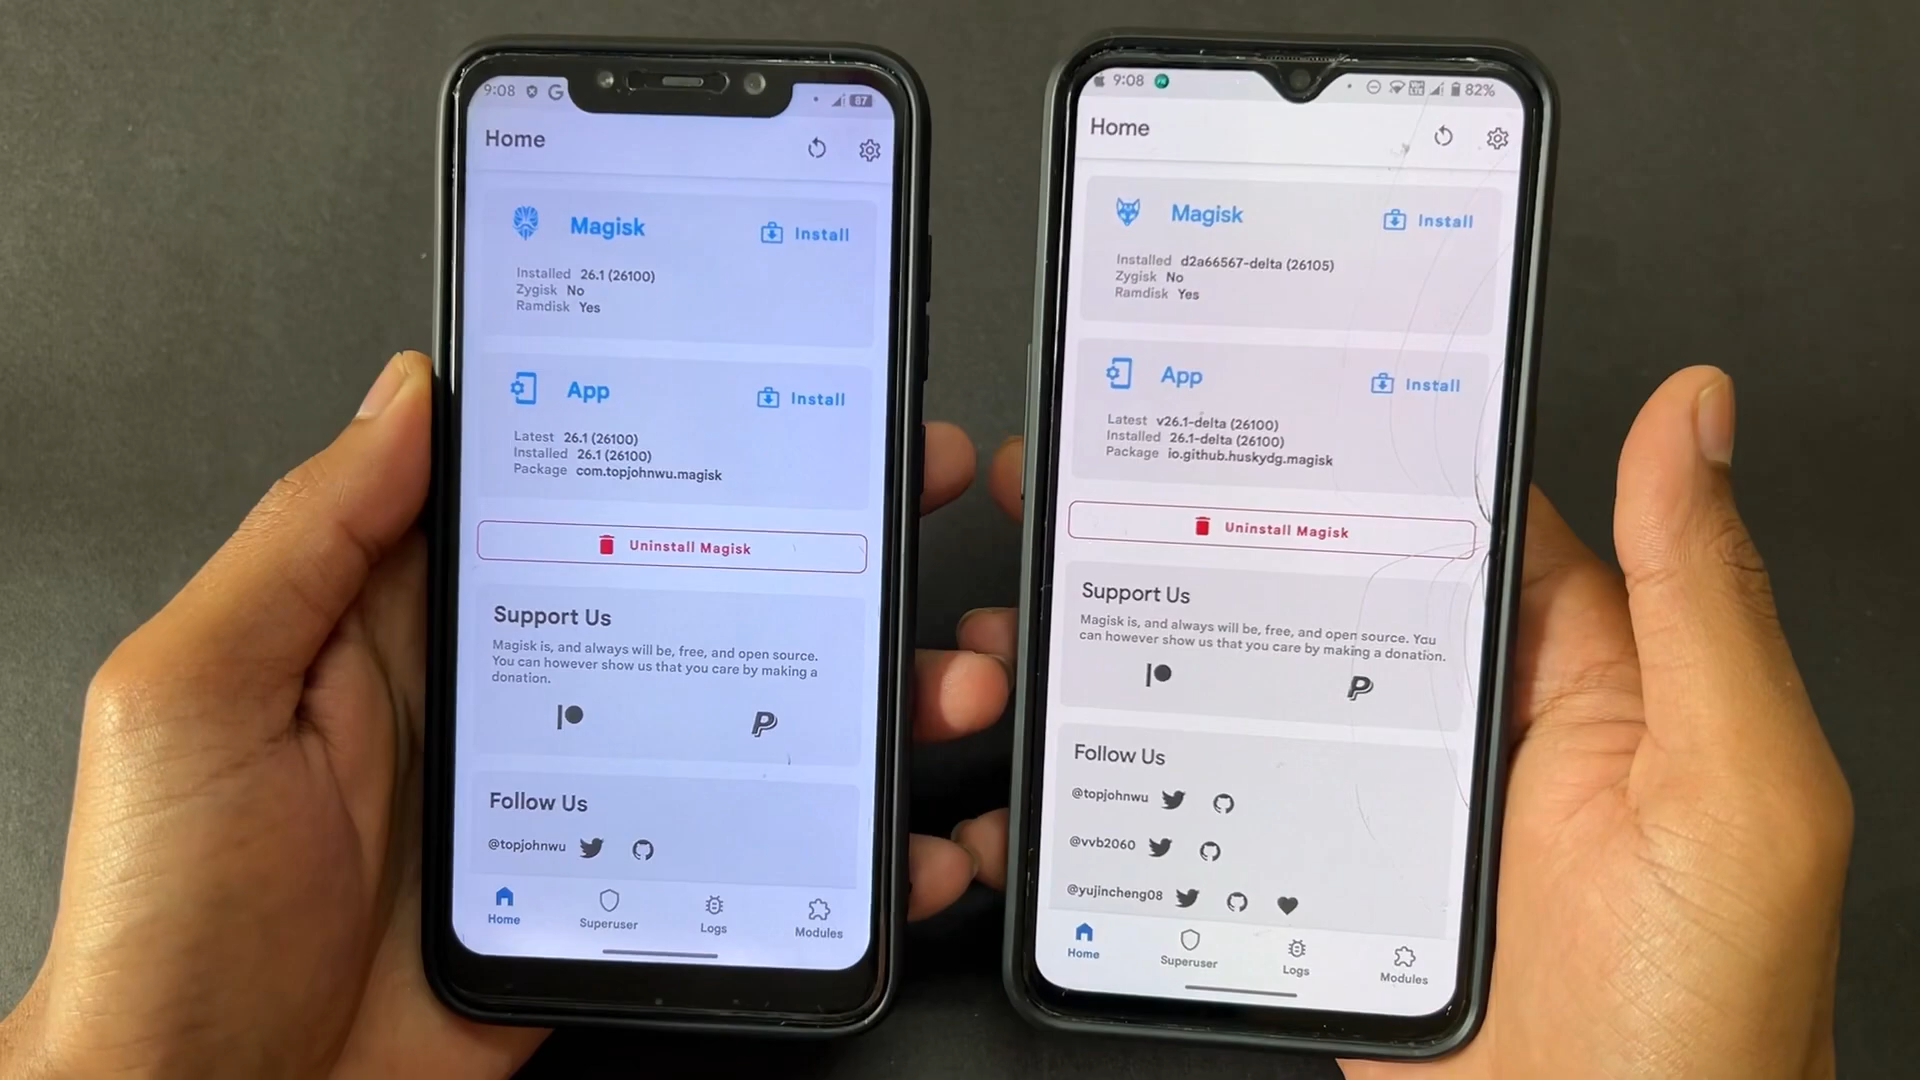 9:08
87
Home
Magisk
Install
Installed 26.1 (26100)
Zygisk No
Ramdisk Yes
App
Install
Latest 26.1 (26100)
Installed 26.1 (26100)
Package com.topjohnwu.magisk
Uninstall Magisk
Support Us
Magisk is, and always will be, free, and open source.
You can however show us that you care by making a
donation.
Follow Us
@topjohnwu
Home
Superuser
Logs
Modules
9:08
82%
Home
Magisk
Install
Installed d2a66567-delta (26105)
Zygisk No
Ramdisk Yes
App
Install
Latest v26.1-delta (26100)
Installed 26.1-delta (26100)
Package io.github.huskydg.magisk
Uninstall Magisk
Support Us
Magisk is, and always will be, free, and open source. You
can however show us that you care by making a donation.
Follow Us
@topjohnwu
@vvb2060
@yujincheng08
Home
Superuser
Logs
Modules